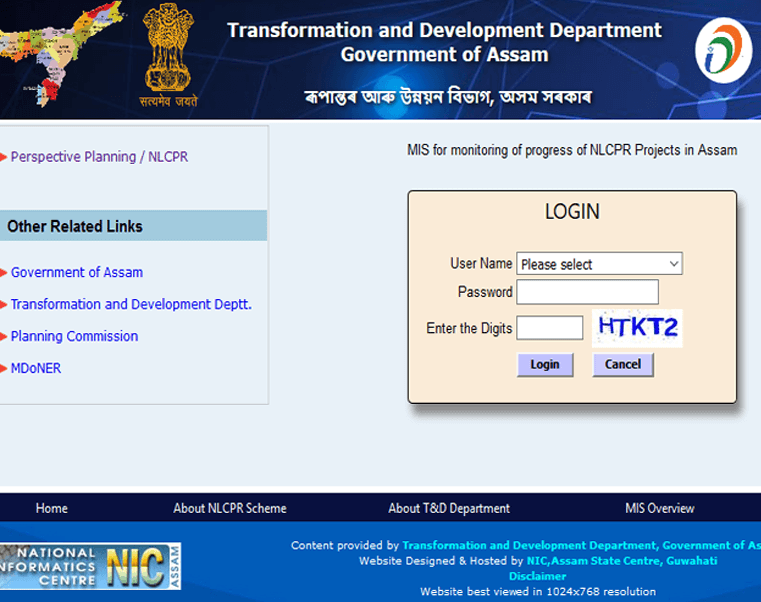 Transformation and Development Department
Government of Assam
सत्यमेव जयते
ৰূপান্তৰ আৰু উন্নয়ন বিভাগ, অসম সৰকাৰ
Perspective Planning / NLCPR
MIS for monitoring of progress of NLCPR Projects in Assam
LOGIN
Other Related Links
User Name Please select
Government of Assam
Password
Transformation and Development Deptt.
Enter the Digits HTKT2
Planning Commission
Login Cancel
MDoNER
Home About NLCPR Scheme About T&D Department MIS Overview
NATIONAL
NFORMATICS
CENTRE
NIC
ASSAM
Content provided by Transformation and Development Department, Government of As
Website Designed & Hosted by NIC,Assam State Centre, Guwahati
Disclaimer
Website best viewed in 1024x768 resolution